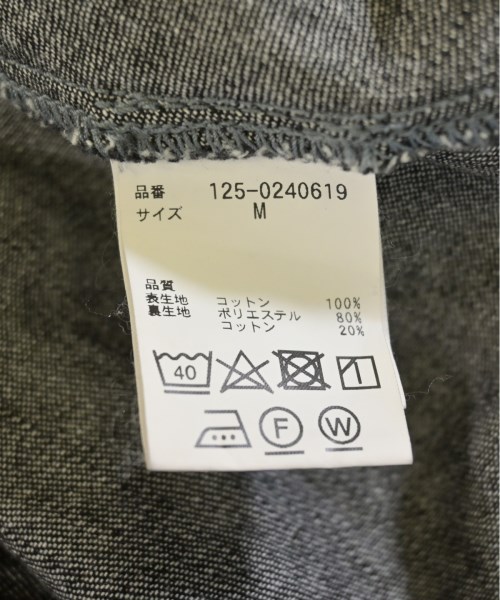 品番 125-0240619
サイズ M
品質
表生地 コットン 100%
裏生地 ポリエステル 80%
コットン 20%
40
F W